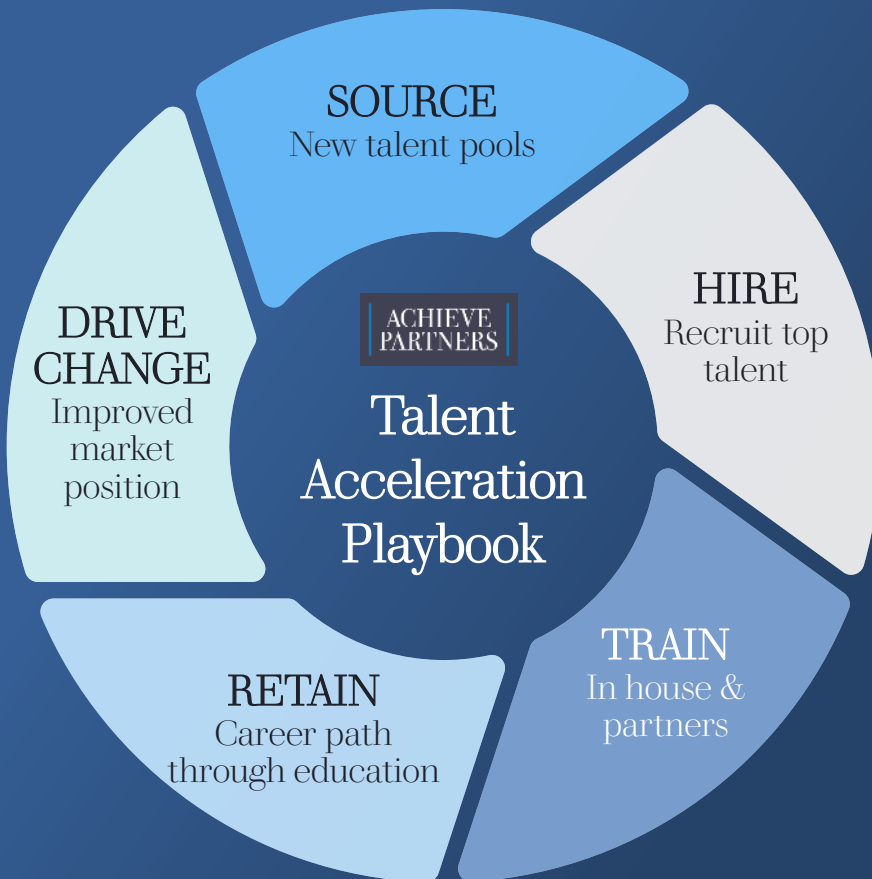 SOURCE
New talent pools
HIRE
Recruit top
talent
TRAIN
In house &
partners
RETAIN
Career path
through education
DRIVE
CHANGE
Improved
market
position
ACHIEVE
PARTNERS
Talent
Acceleration
Playbook